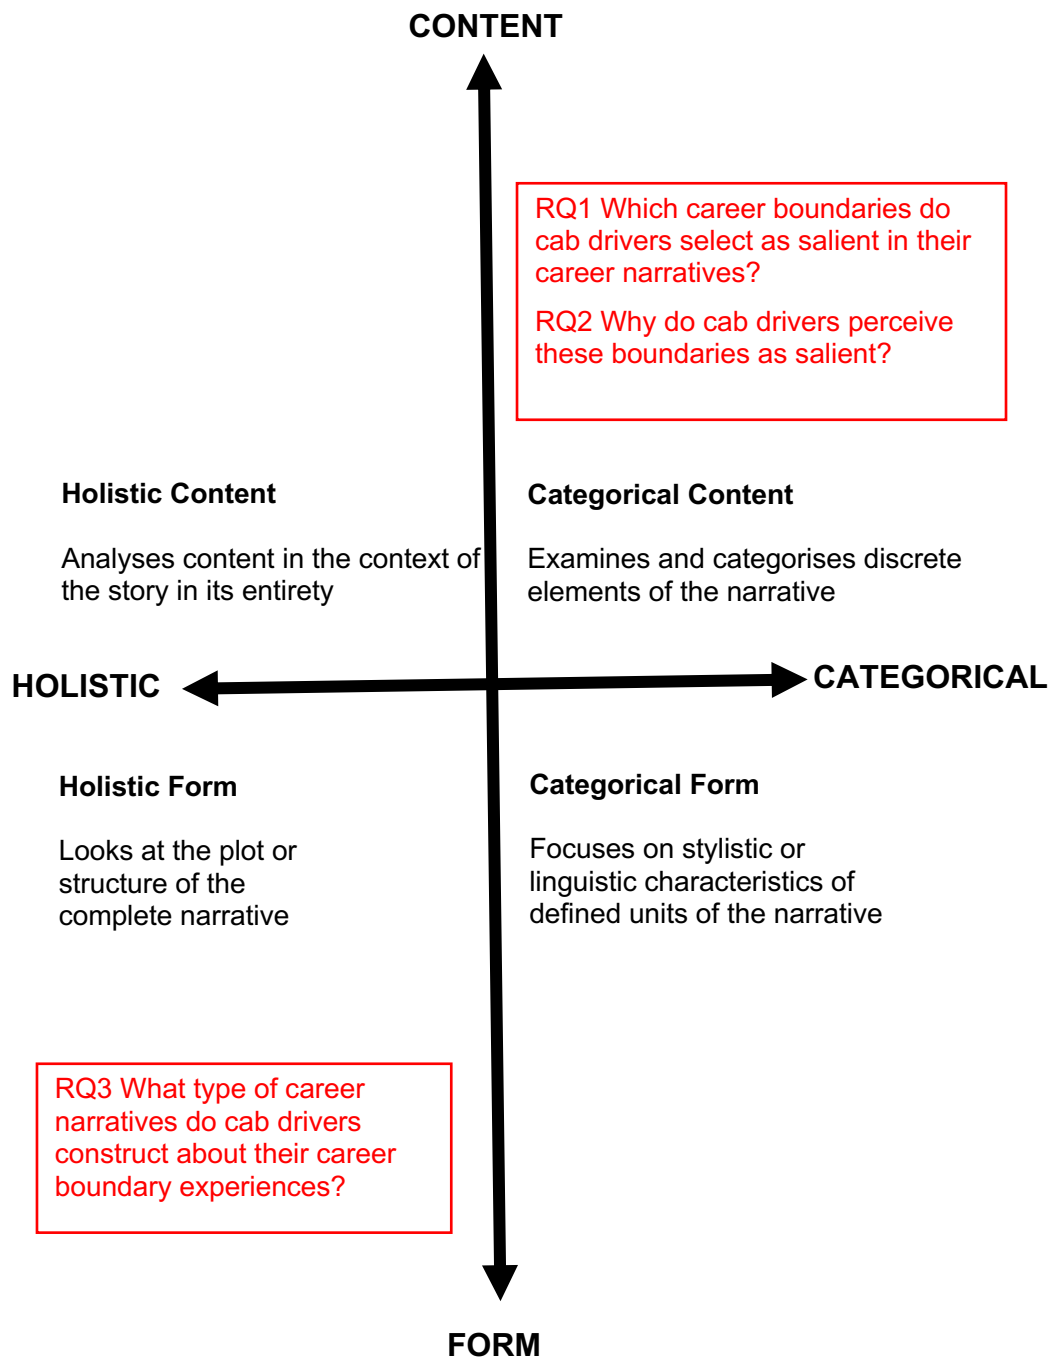 CONTENT
RQ1 Which career boundaries do
cab drivers select as salient in their
career narratives?
RQ2 Why do cab drivers perceive
these boundaries as salient?
Holistic Content
Analyses content in the context of
the story in its entirety
Categorical Content
Examines and categorises discrete
elements of the narrative
HOLISTIC
CATEGORICAL
Holistic Form
Looks at the plot or
structure of the
complete narrative
Categorical Form
Focuses on stylistic or
linguistic characteristics of
defined units of the narrative
RQ3 What type of career
narratives do cab drivers
construct about their career
boundary experiences?
FORM